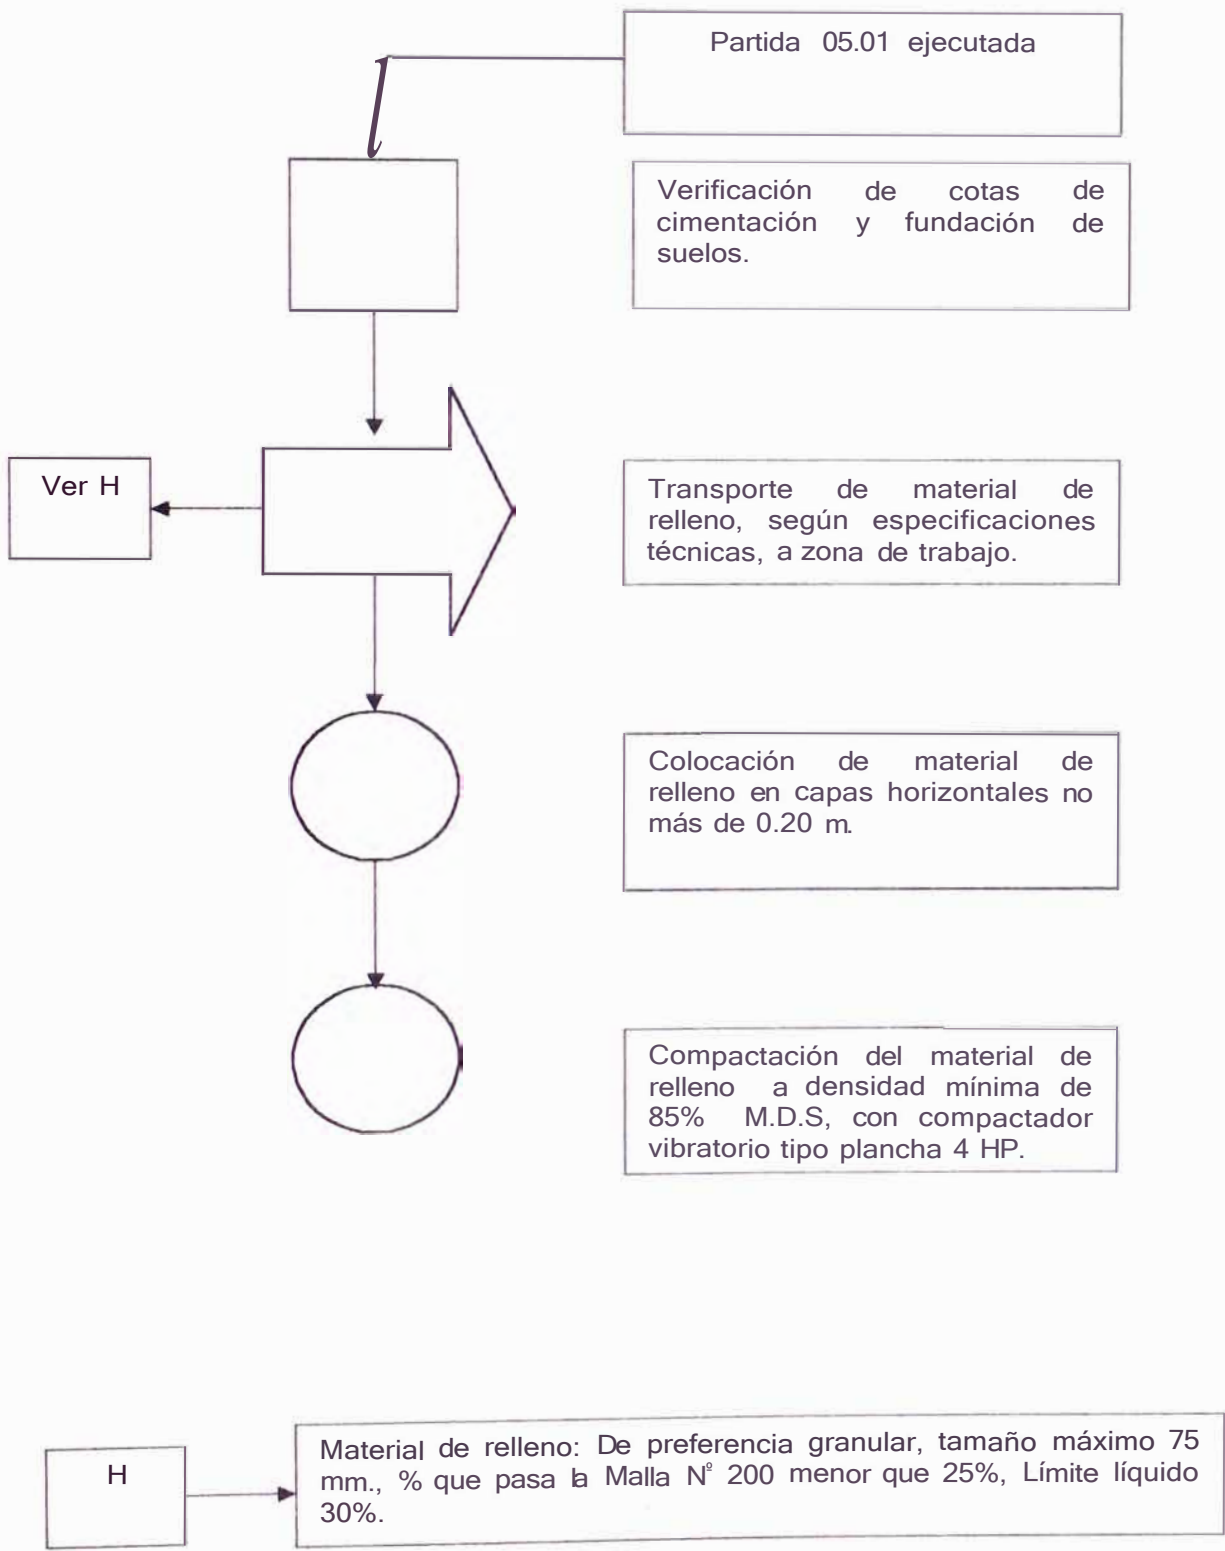 Partida 05.01 ejecutada
Verificación de cotas de
cimentación y fundación de
suelos.
Ver H
Transporte de material de
relleno, según especificaciones
técnicas, a zona de trabajo.
Colocación de material de
relleno en capas horizontales no
más de 0.20 m.
Compactación del material de
relleno a densidad mínima de
85% M.D.S, con compactador
vibratorio tipo plancha 4 HP.
H
Material de relleno: De preferencia granular, tamaño máximo 75
mm., % que pasa la Malla Nº 200 menor que 25%, Límite líquido
30%.